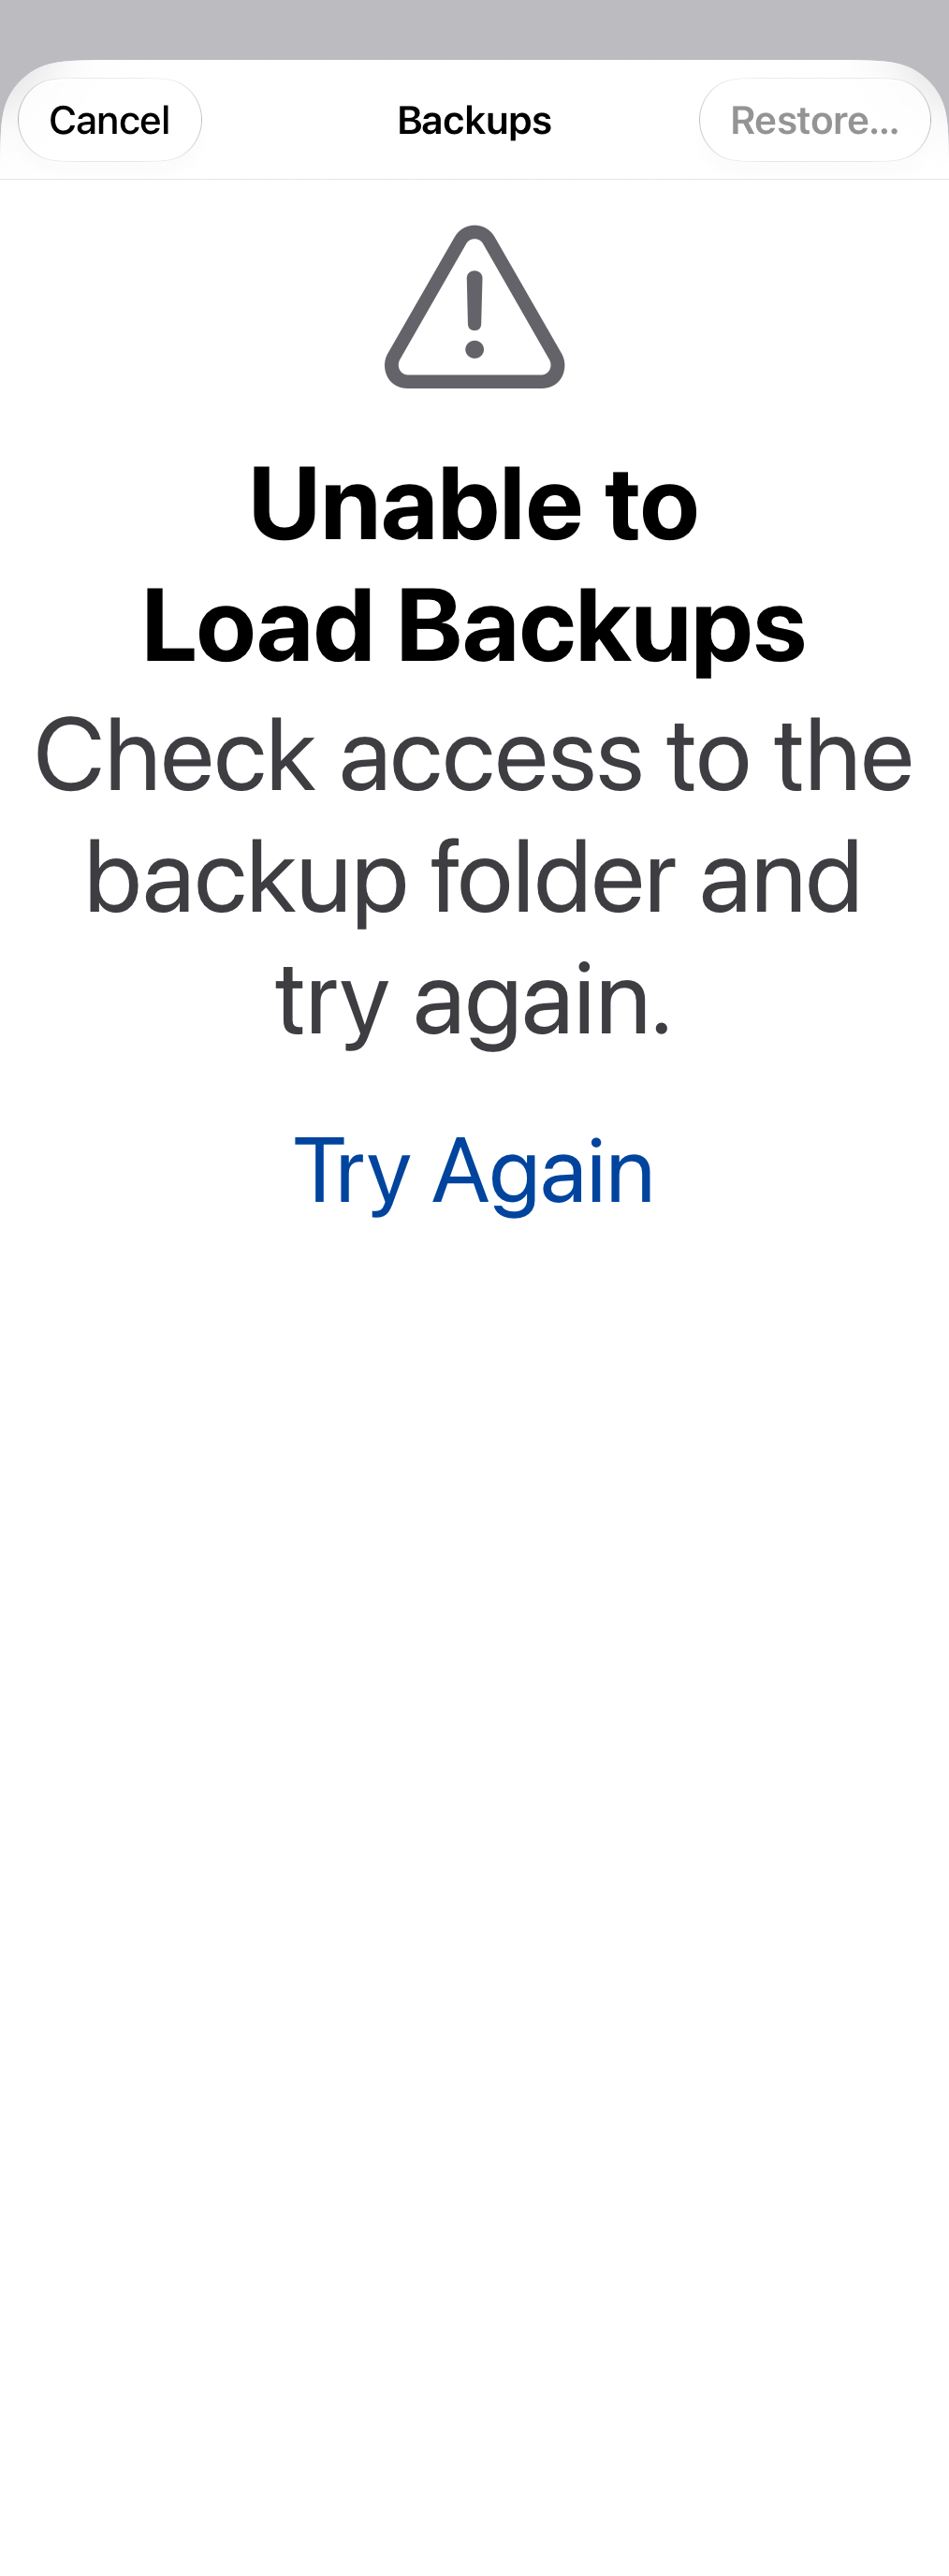 Cancel
Backups
Restore...
Unable to
Load Backups
Check access to the
backup folder and
try again.
Try Again